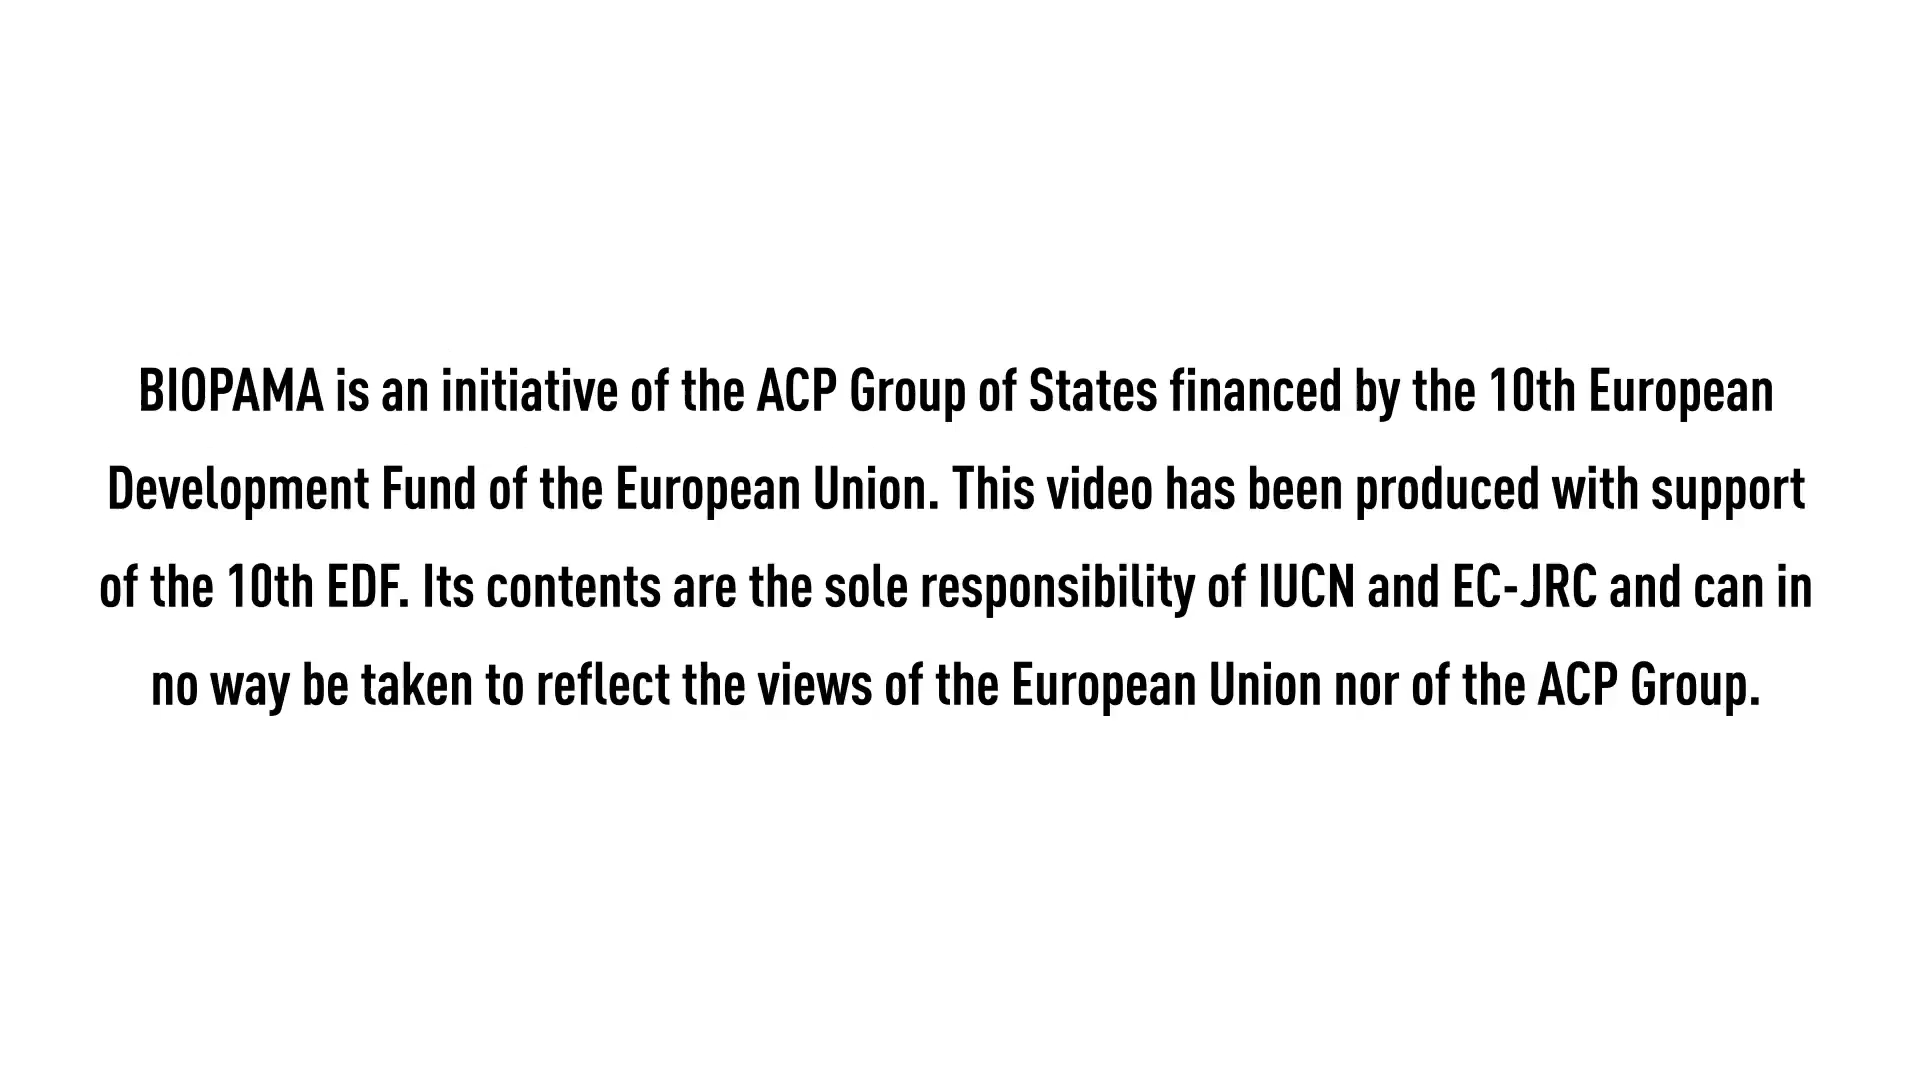 BIOPAMA is an initiative of the ACP Group of States financed by the 10th European
Development Fund of the European Union. This video has been produced with support
of the 10th EDF. Its contents are the sole responsibility of IUCN and EC-JRC and can in
no way be taken to reflect the views of the European Union nor of the ACP Group.